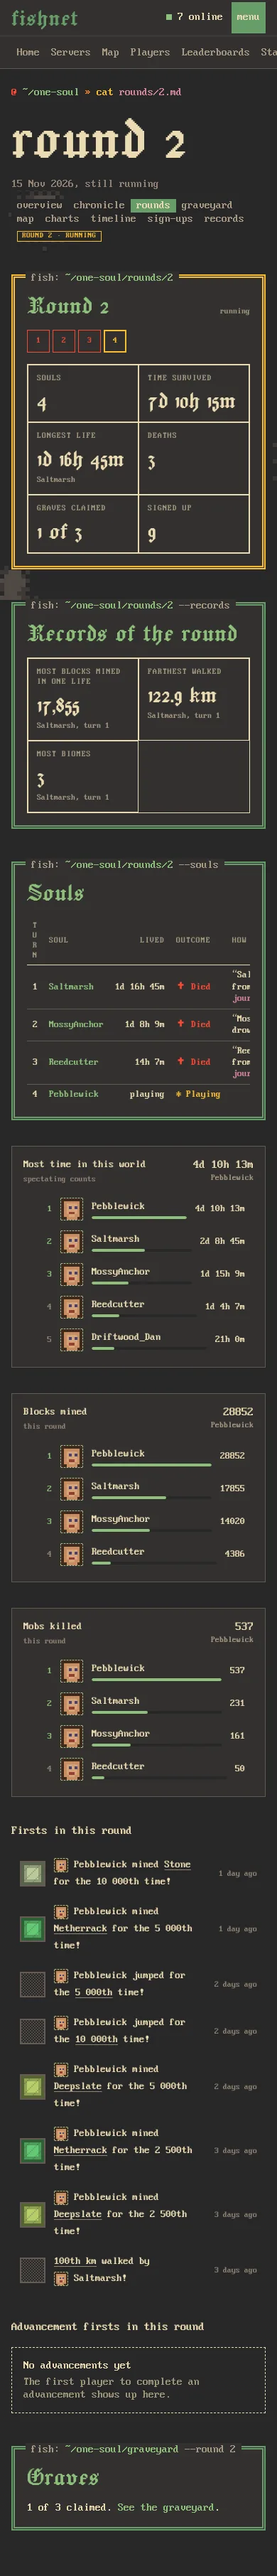 fishnet
7 online
menu
Home Servers Map Players Leaderboards Sta
@ ~/one-soul » cat rounds/2.md
round 2
15 Nov 2026, still running
overview chronicle rounds graveyard
map charts timeline sign-ups records
ROUND 2 · RUNNING
fish: ~/one-soul/rounds/2
Round 2
running
1 2 3 4
SOULS
4
TIME SURVIVED
7d 10h 15m
LONGEST LIFE
1d 16h 45m
Saltmarsh
DEATHS
3
GRAVES CLAIMED
1 of 3
SIGNED UP
9
fish: ~/one-soul/rounds/2 --records
Records of the round
MOST BLOCKS MINED
IN ONE LIFE
17,855
Saltmarsh, turn 1
FARTHEST WALKED
122.9 km
Saltmarsh, turn 1
MOST BIOMES
3
Saltmarsh, turn 1
fish: ~/one-soul/rounds/2 --souls
Souls
TURN SOUL LIVED OUTCOME HOW
1 Saltmarsh 1d 16h 45m Died “Sal
from
jour
2 MossyAnchor 1d 8h 9m Died “Mos
drow
3 Reedcutter 14h 7m Died “Ree
from
jour
4 Pebblewick playing Playing
Most time in this world 4d 10h 13m
spectating counts Pebblewick
1 Pebblewick 4d 10h 13m
2 Saltmarsh 2d 8h 45m
3 MossyAnchor 1d 15h 9m
4 Reedcutter 1d 4h 7m
5 Driftwood_Dan 21h 0m
Blocks mined 28852
this round Pebblewick
1 Pebblewick 28852
2 Saltmarsh 17855
3 MossyAnchor 14020
4 Reedcutter 4386
Mobs killed 537
this round Pebblewick
1 Pebblewick 537
2 Saltmarsh 231
3 MossyAnchor 161
4 Reedcutter 50
Firsts in this round
Pebblewick mined Stone
for the 10 000th time!
1 day ago
Pebblewick mined
Netherrack for the 5 000th
time!
1 day ago
Pebblewick jumped for
the 5 000th time!
2 days ago
Pebblewick jumped for
the 10 000th time!
2 days ago
Pebblewick mined
Deepslate for the 5 000th
time!
2 days ago
Pebblewick mined
Netherrack for the 2 500th
time!
3 days ago
Pebblewick mined
Deepslate for the 2 500th
time!
3 days ago
100th km walked by
Saltmarsh!
3 days ago
Advancement firsts in this round
No advancements yet
The first player to complete an
advancement shows up here.
fish: ~/one-soul/graveyard --round 2
Graves
1 of 3 claimed. See the graveyard.